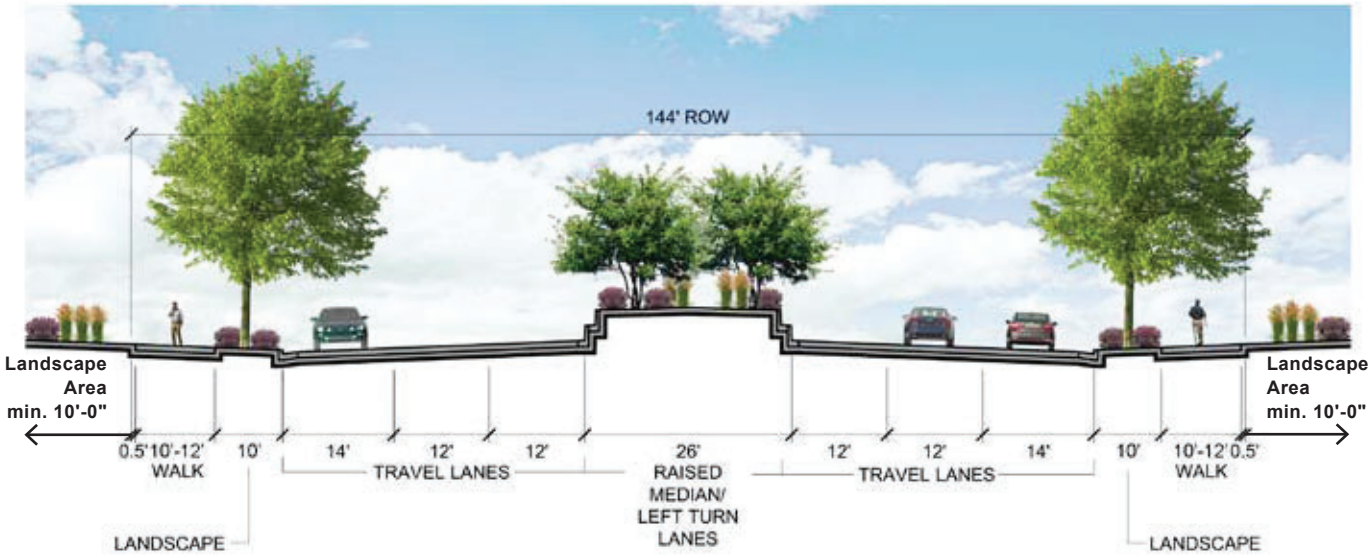 144' ROW
Landscape
Area
min. 10'-0"
Landscape
Area
min. 10'-0"
0.5' 10'-12' 10' 14' 12' 12' 26' 12' 12' 14' 10' 10'-12' 0.5'
WALK
TRAVEL LANES
RAISED
MEDIAN/
LEFT TURN
LANES
TRAVEL LANES
WALK
LANDSCAPE
LANDSCAPE